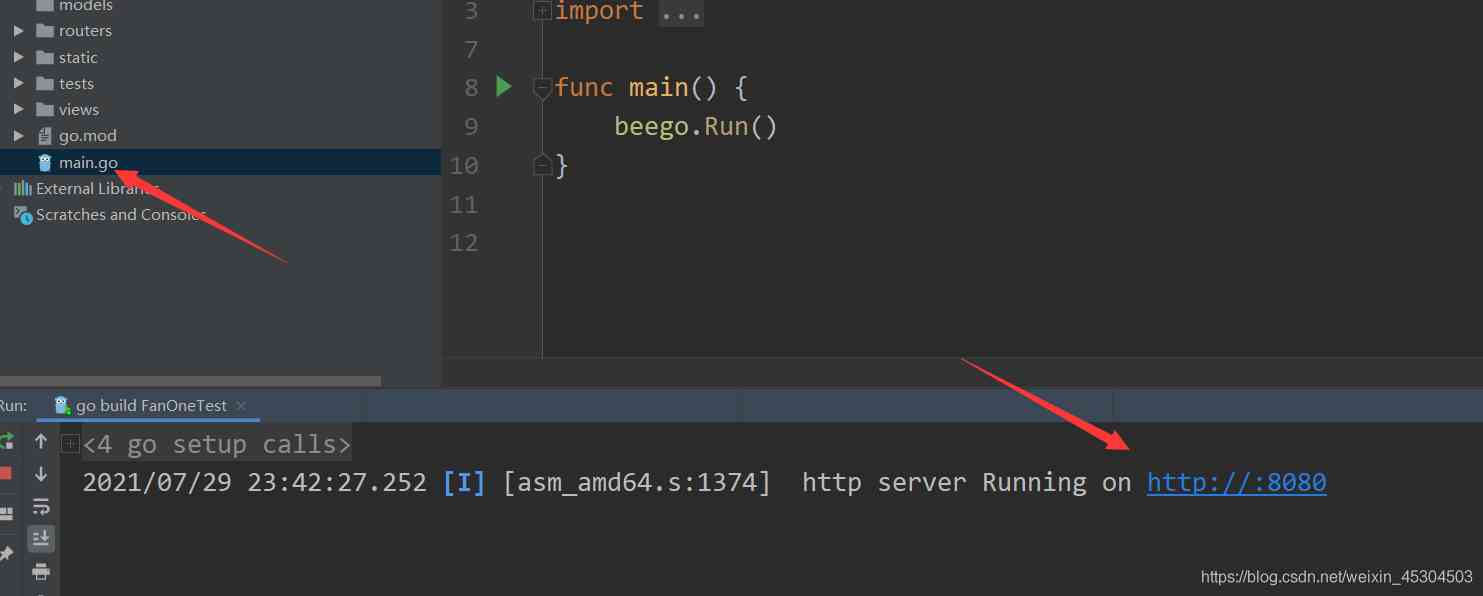 models
routers
static
tests
views
go.mod
main.go
External Libraries
Scratches and Consoles
3 import ...
7
8 func main() {
9 beego.Run()
10 }
11
12
Run: go build FanOneTest
<4 go setup calls>
2021/07/29 23:42:27.252 [I] [asm_amd64.s:1374]  http server Running on http://:8080
https://blog.csdn.net/weixin_45304503